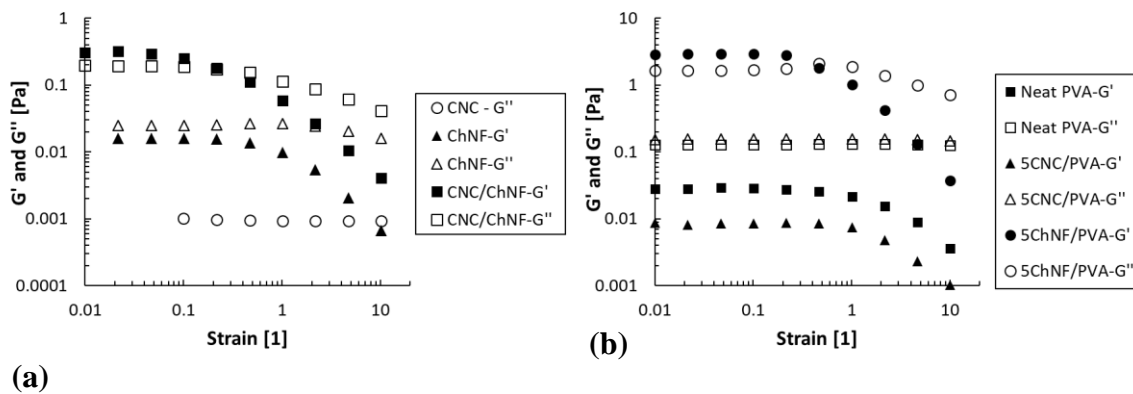 1
0.1
0.01
0.001
0.0001
G' and G'' [Pa]
0.01 0.1 1 10
Strain [1]
CNC - G''
ChNF-G'
ChNF-G''
CNC/ChNF-G'
CNC/ChNF-G''
(a)
10
1
0.1
0.01
0.001
G' and G'' [Pa]
0.01 0.1 1 10
Strain [1]
Neat PVA-G'
Neat PVA-G''
5CNC/PVA-G'
5CNC/PVA-G''
5ChNF/PVA-G'
5ChNF/PVA-G''
(b)